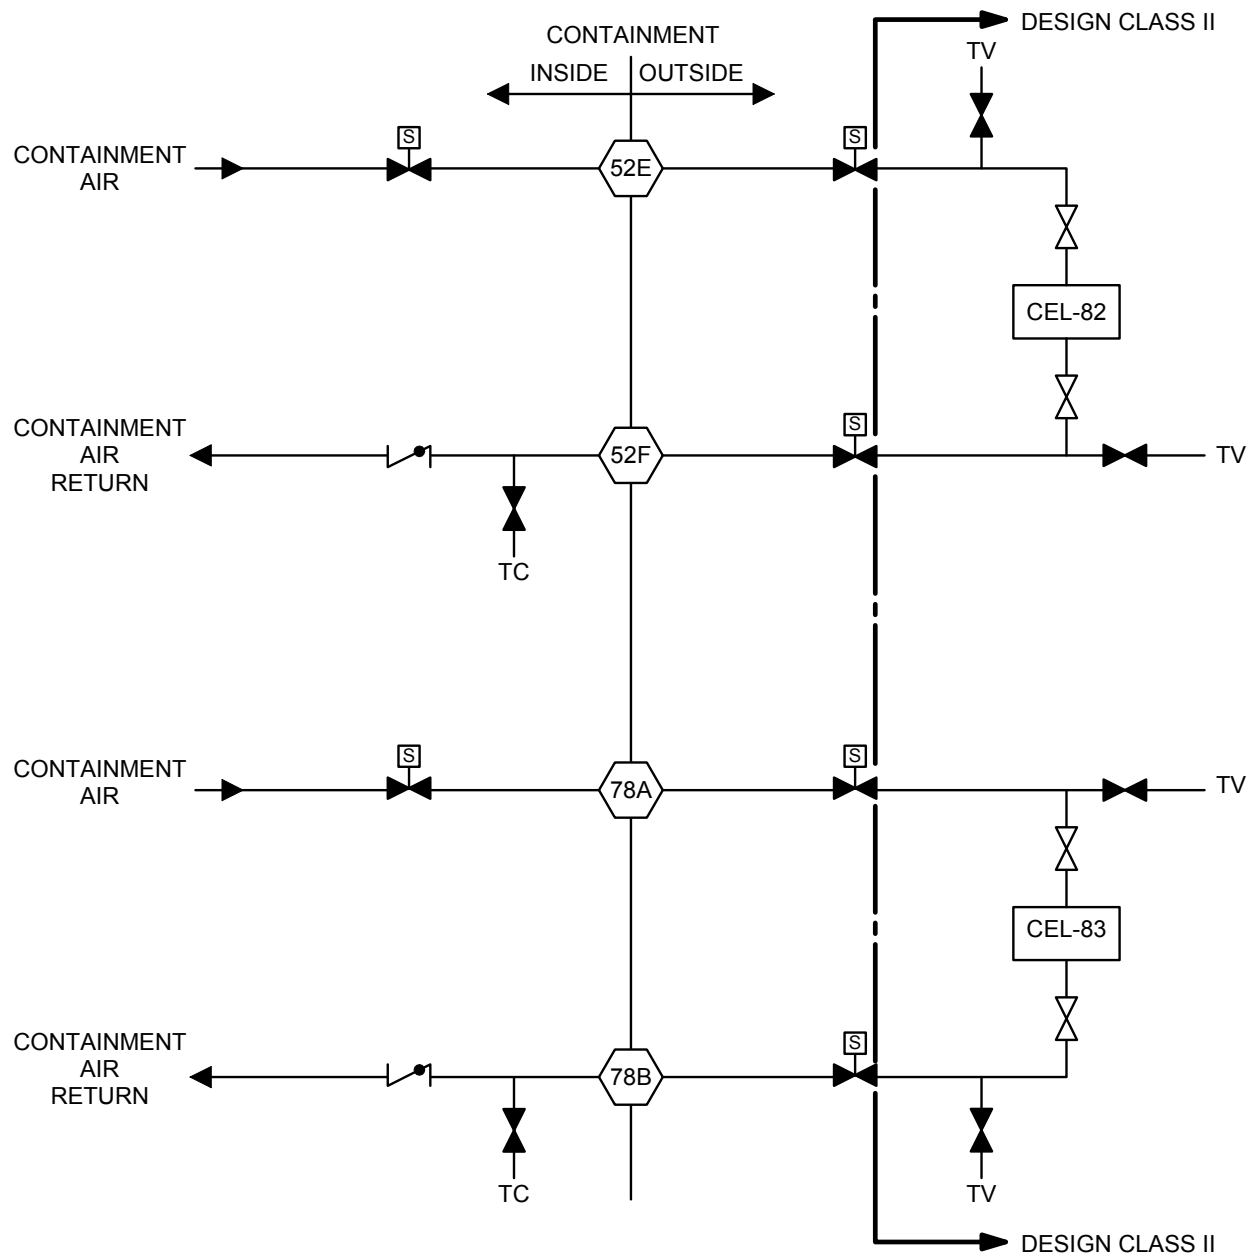 DESIGN CLASS II
CONTAINMENT
TV
INSIDE
OUTSIDE
S
S
CONTAINMENT
AIR
52E
CEL-82
S
CONTAINMENT
AIR
RETURN
52F
TV
TC
S
S
CONTAINMENT
AIR
78A
TV
CEL-83
S
CONTAINMENT
AIR
RETURN
78B
TC
TV
DESIGN CLASS II